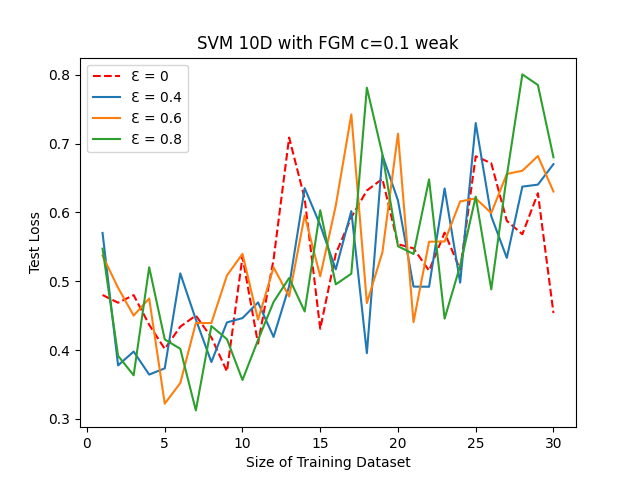 SVM 10D with FGM c=0.1 weak
Ɛ = 0
Ɛ = 0.4
Ɛ = 0.6
Ɛ = 0.8
Test Loss
0.8
0.7
0.6
0.5
0.4
0.3
0 5 10 15 20 25 30
Size of Training Dataset